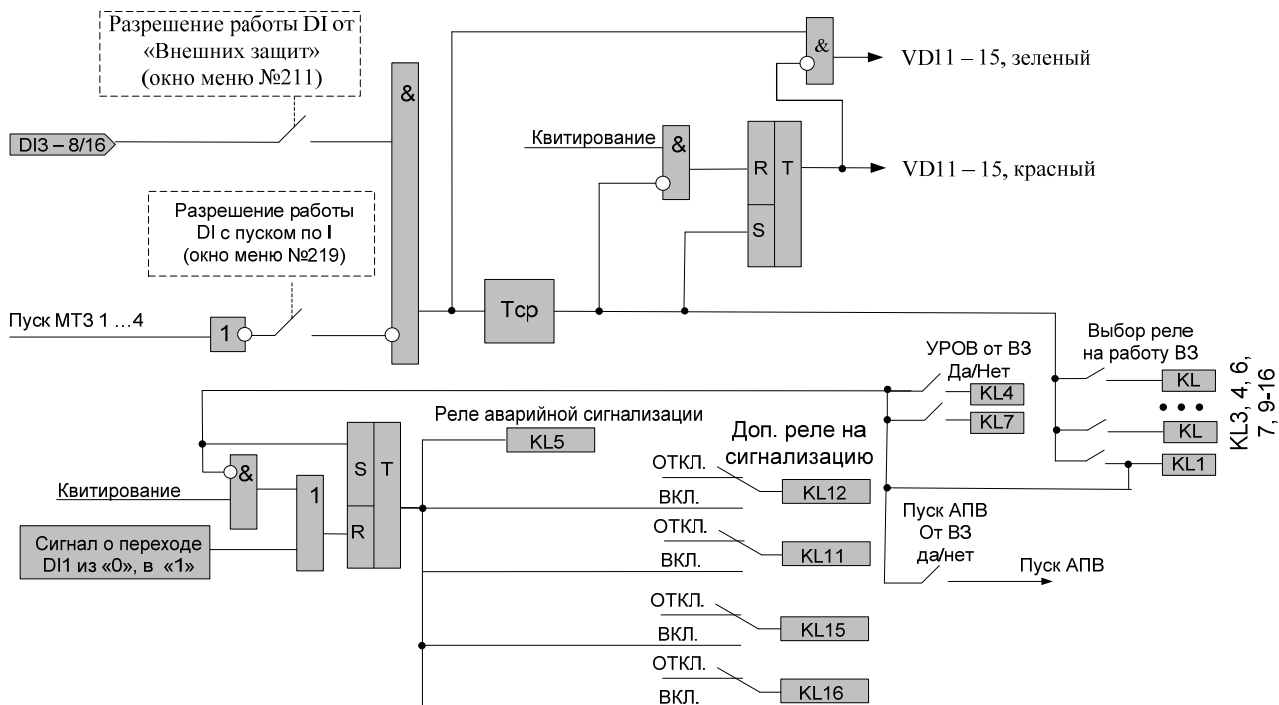 Разрешение работы DI от
«Внешних защит»
(окно меню №211)
&
&
VD11 – 15, зеленый
DI3 – 8/16
Квитирование
&
R
T
S
VD11 – 15, красный
Разрешение работы
DI с пуском по I
(окно меню №219)
Пуск МТЗ 1 ...4
1
Тср
УРОВ от ВЗ
Да/Нет
KL4
KL7
Выбор реле
на работу ВЗ
KL
• • •
KL
KL1
KL3, 4, 6,
7, 9-16
Реле аварийной сигнализации
KL5
Доп. реле на
сигнализацию
&
Квитирование
1
S
T
R
Сигнал о переходе
DI1 из «0», в «1»
ОТКЛ.
ВКЛ.
KL12
ОТКЛ.
ВКЛ.
KL11
ОТКЛ.
ВКЛ.
KL15
ОТКЛ.
ВКЛ.
KL16
Пуск АПВ
От ВЗ
да/нет
Пуск АПВ